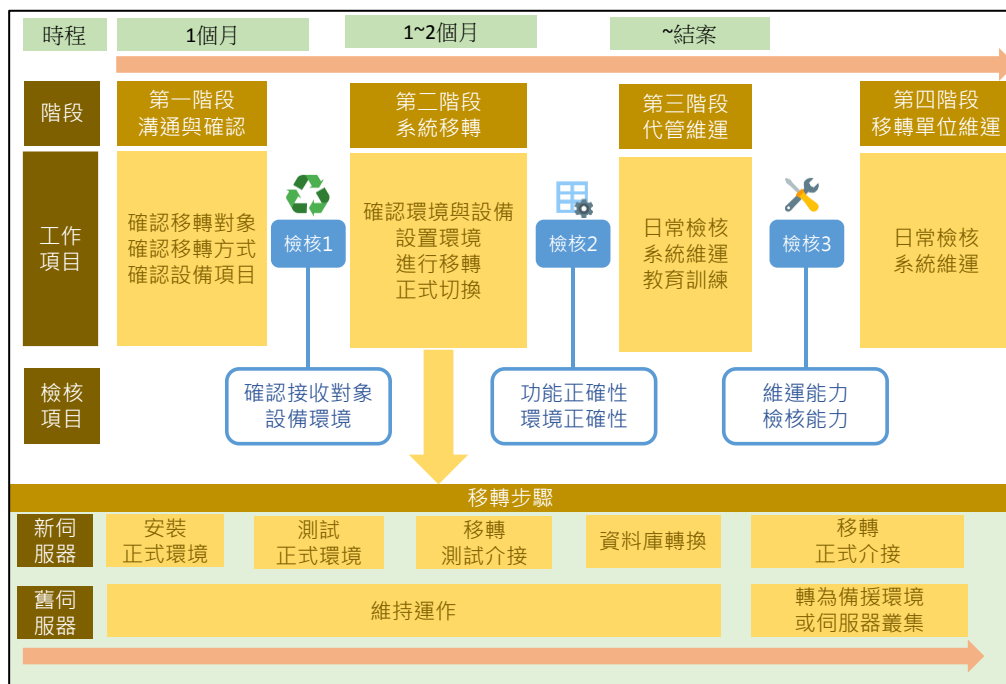 時程
1個月
1~2個月
~結案
階段
第一階段
溝通與確認
第二階段
系統移轉
第三階段
代管維運
第四階段
移轉單位維運
工作
項目
確認移轉對象
確認移轉方式
確認設備項目
檢核1
確認環境與設備
設置環境
進行移轉
正式切換
檢核2
日常檢核
系統維運
教育訓練
檢核3
日常檢核
系統維運
檢核
項目
確認接收對象
設備環境
功能正確性
環境正確性
維運能力
檢核能力
移轉步驟
新伺
服器
安裝
正式環境
測試
正式環境
移轉
測試介接
資料庫轉換
移轉
正式介接
舊伺
服器
維持運作
轉為備援環境
或伺服器叢集